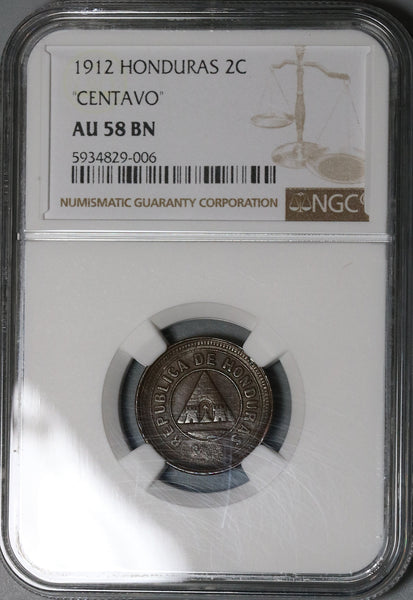 1912 HONDURAS 2C
"CENTAVO"
AU 58 BN
5934829-006
NUMISMATIC GUARANTY CORPORATION
NGC
REPUBLICA DE HONDURAS